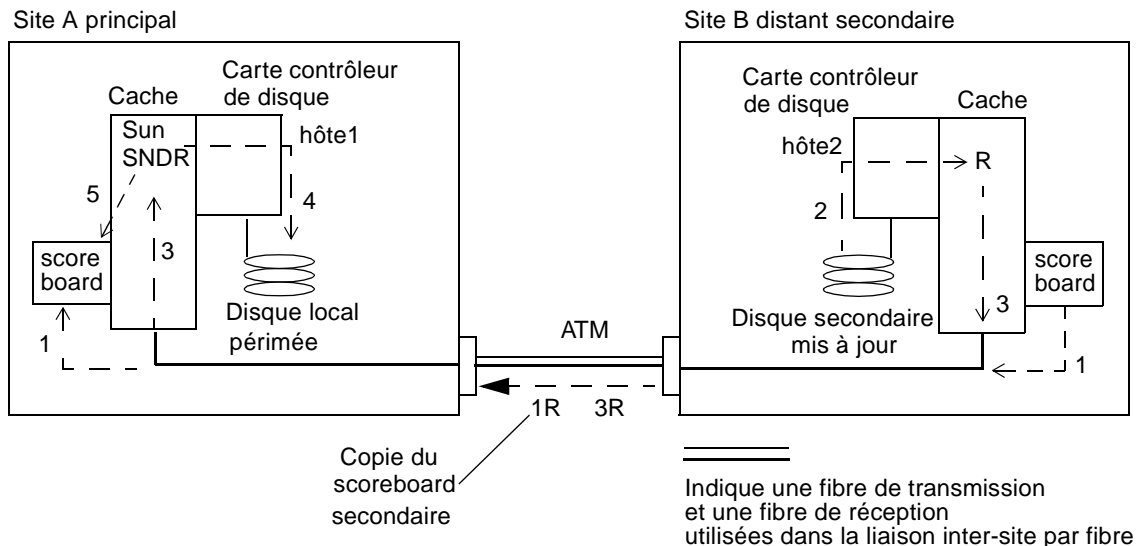 Site A principal
Site B distant secondaire
Carte contrôleur
de disque
Cache
Sun
SNDR
hôte1
5
4
3
score
board
1
Disque local
périmée
Carte contrôleur
de disque
Cache
hôte2
R
2
score
board
3
Disque secondaire
mis à jour
1
ATM
1R
3R
Copie du
scoreboard
secondaire
Indique une fibre de transmission
et une fibre de réception
utilisées dans la liaison inter-site par fibre